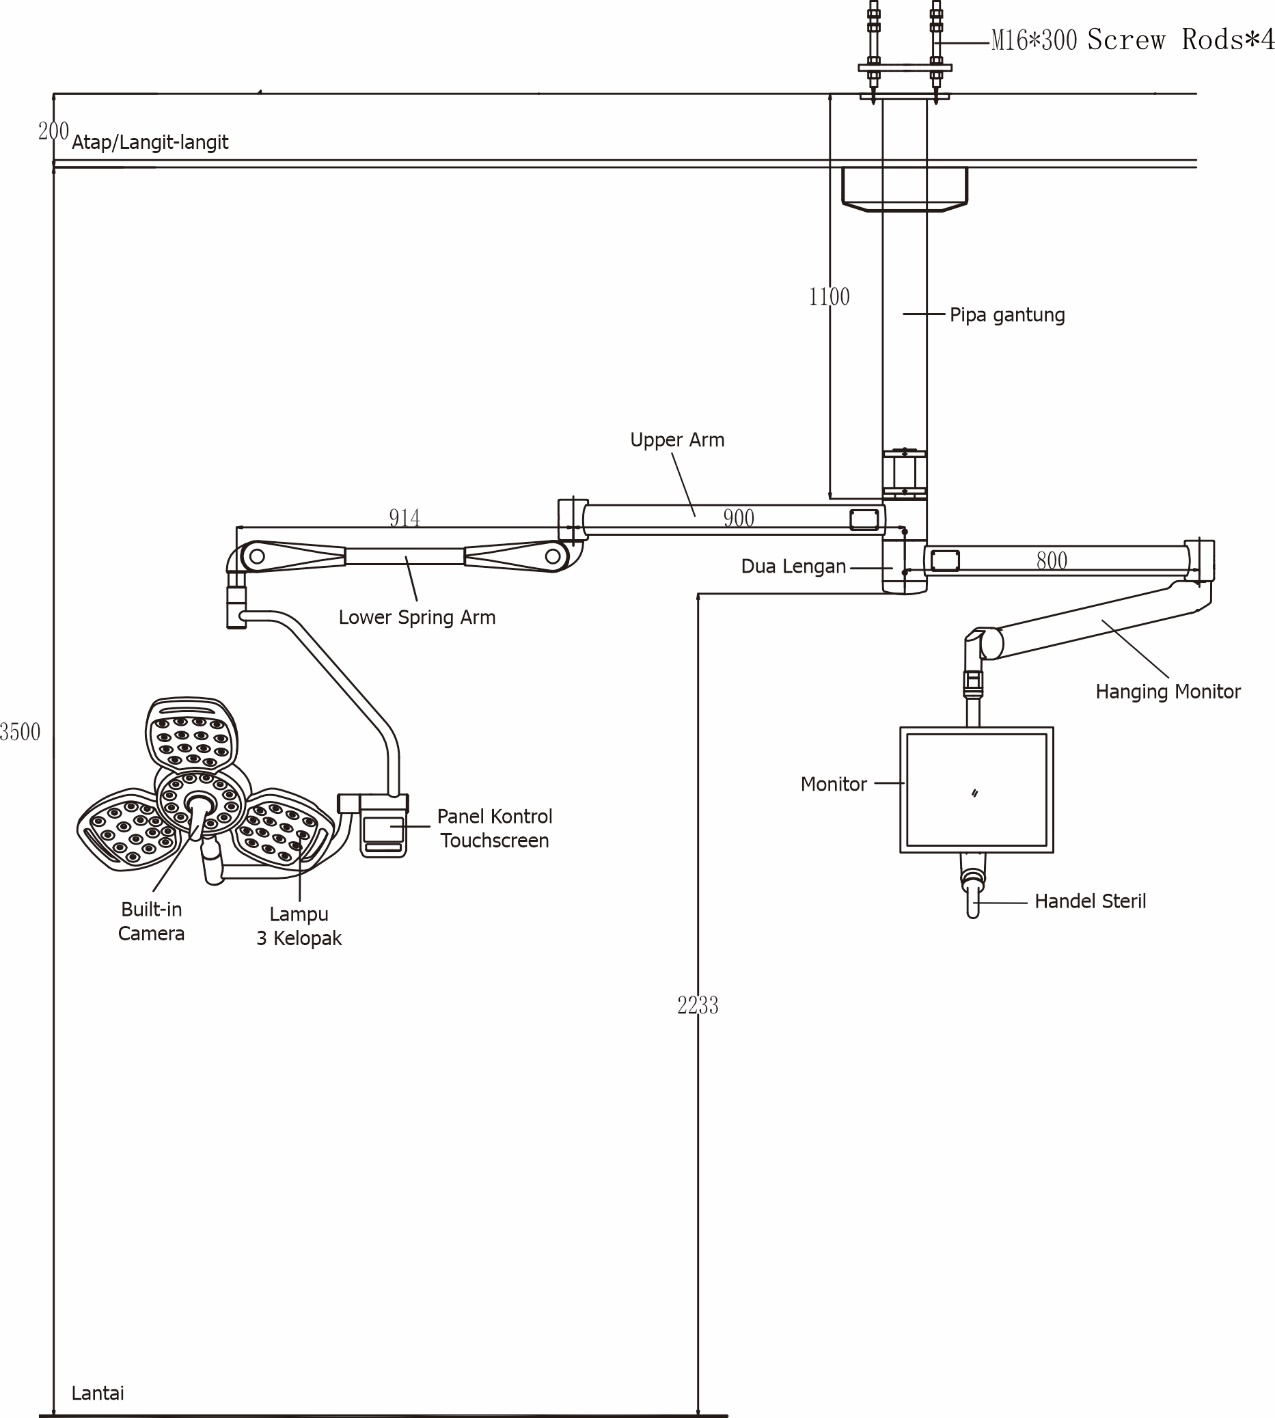 M16*300 Screw Rods*4
200
Atap/Langit-langit
1100
Pipa gantung
Upper Arm
914
900
Dua Lengan
800
Lower Spring Arm
Hanging Monitor
3500
Monitor
Panel Kontrol
Touchscreen
Handel Steril
Built-in
Camera
Lampu
3 Kelopak
2233
Lantai